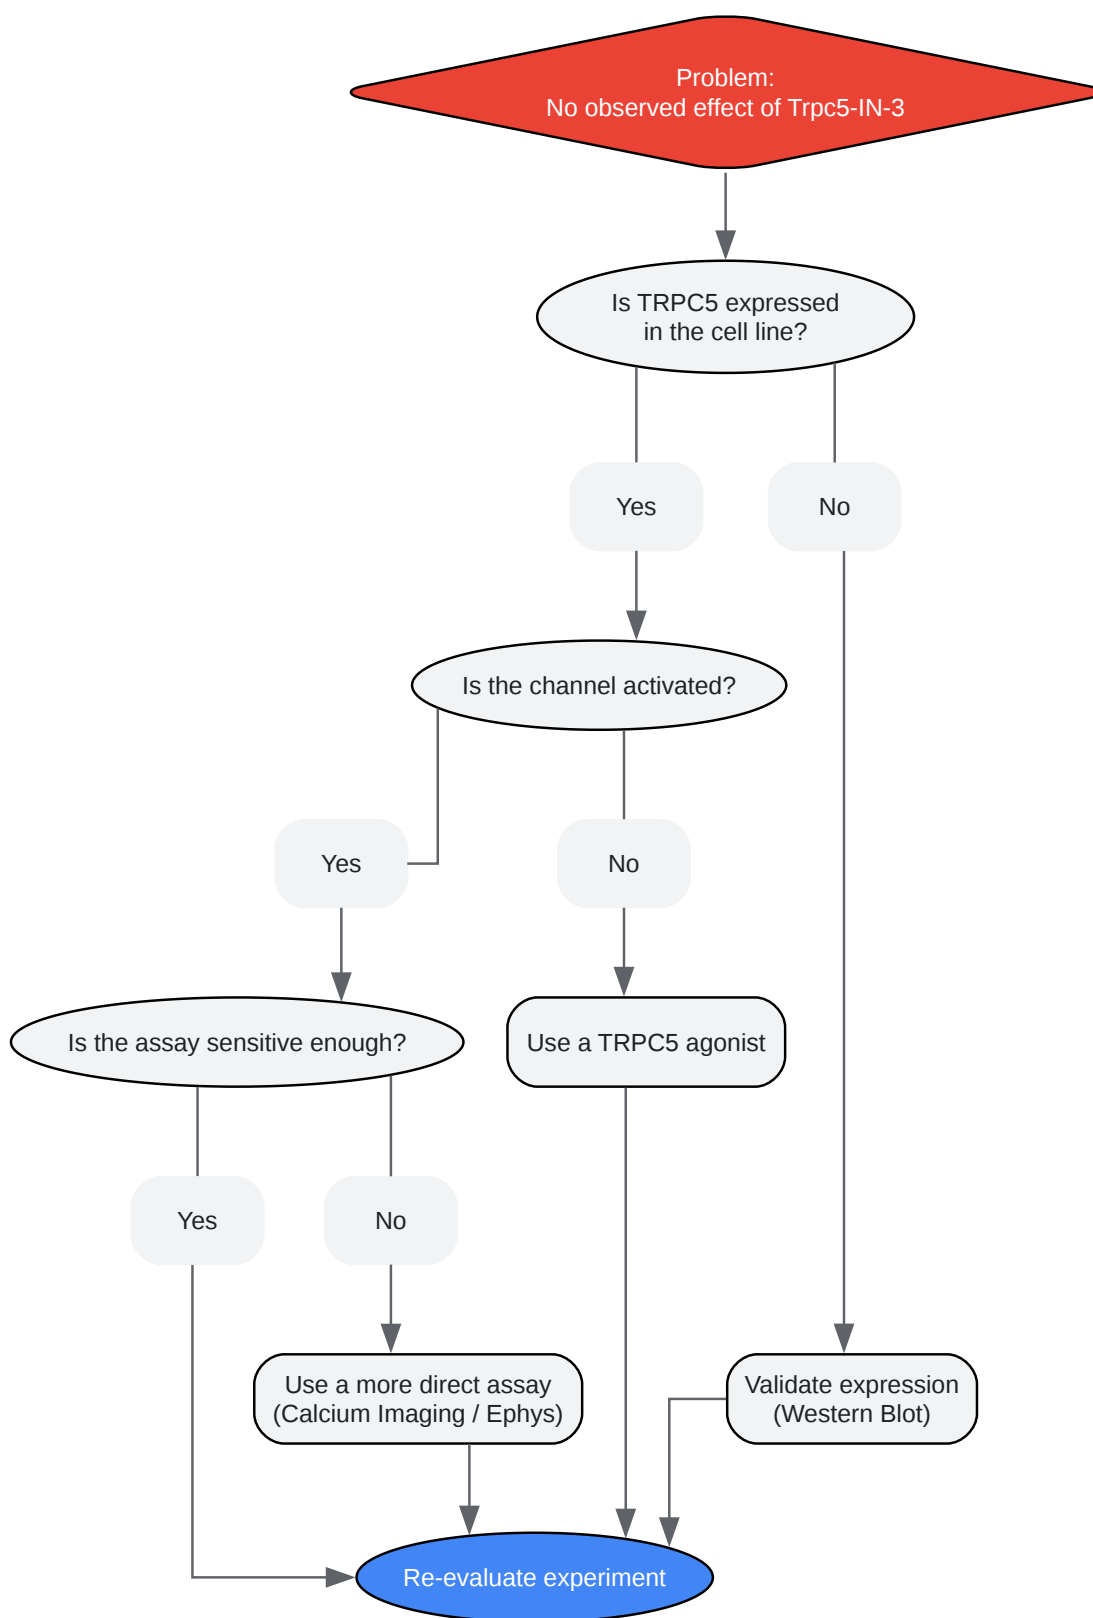 Problem:
No observed effect of Trpc5-IN-3
Is TRPC5 expressed
in the cell line?
Yes
No
Is the channel activated?
Yes
No
Is the assay sensitive enough?
Use a TRPC5 agonist
Yes
No
Use a more direct assay
(Calcium Imaging / Ephys)
Validate expression
(Western Blot)
Re-evaluate experiment